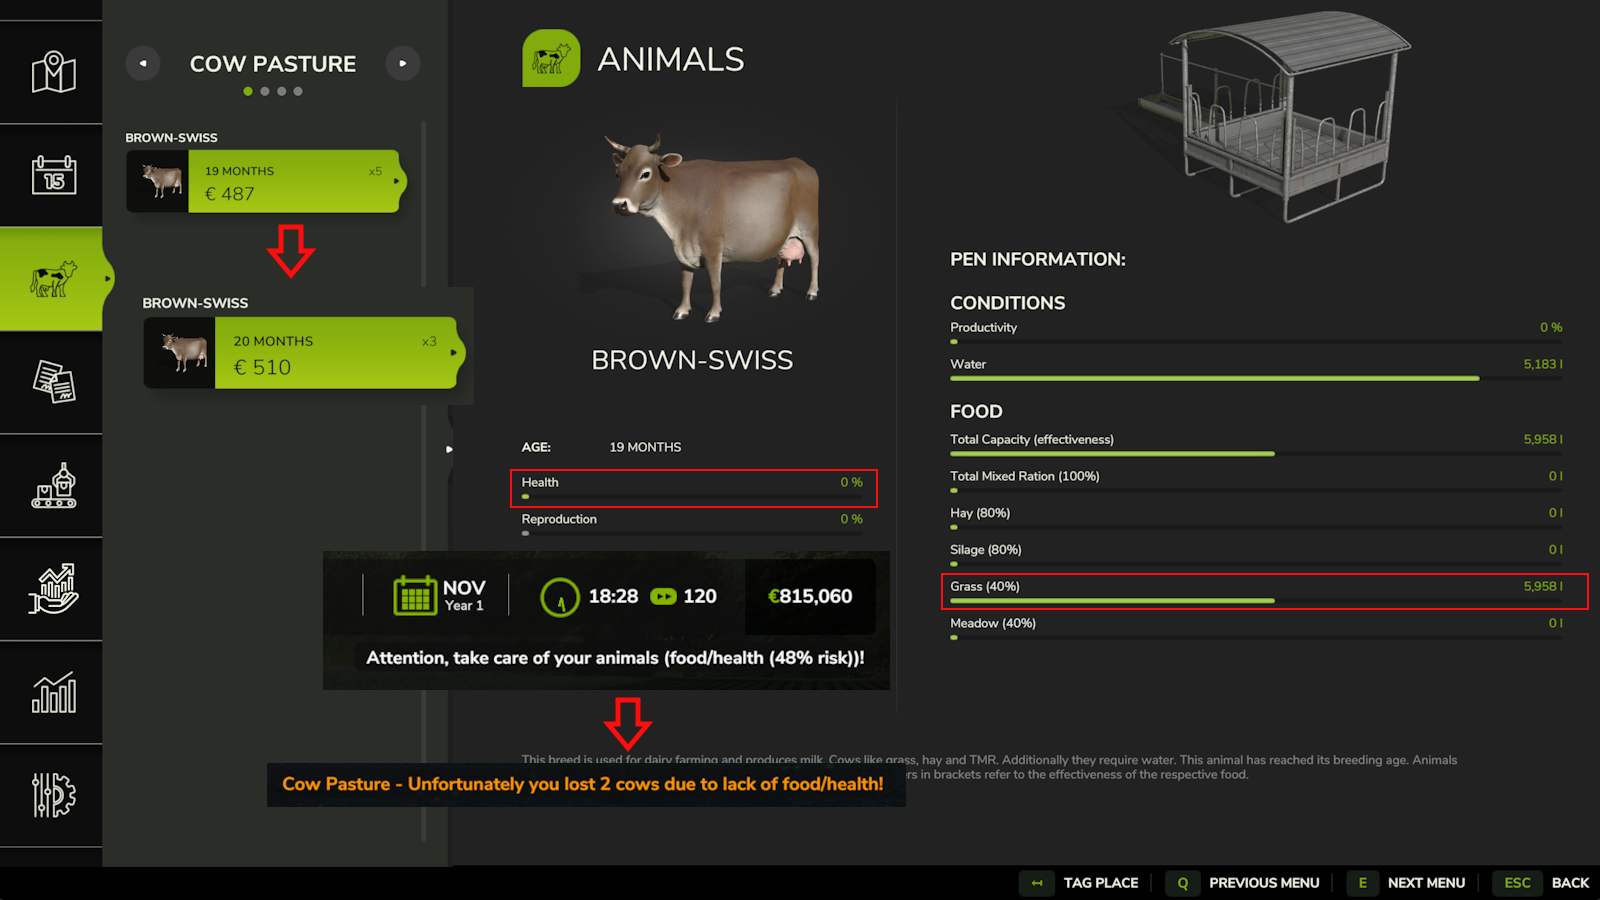 COW PASTURE
BROWN-SWISS
19 MONTHS x5
€ 487
BROWN-SWISS
20 MONTHS x3
€ 510
15
ANIMALS
BROWN-SWISS
AGE: 19 MONTHS
Health 0 %
Reproduction 0 %
NOV
Year 1
18:28
120
€815,060
Attention, take care of your animals (food/health (48% risk))!
This breed is used for dairy farming and produces milk. Cows like grass, hay and TMR. Additionally they require water. This animal has reached its breeding age. Animals
rs in brackets refer to the effectiveness of the respective food.
Cow Pasture - Unfortunately you lost 2 cows due to lack of food/health!
PEN INFORMATION:
CONDITIONS
Productivity 0 %
Water 5,183 l
FOOD
Total Capacity (effectiveness) 5,958 l
Total Mixed Ration (100%) 0 l
Hay (80%) 0 l
Silage (80%) 0 l
Grass (40%) 5,958 l
Meadow (40%) 0 l
TAG PLACE
Q PREVIOUS MENU
E NEXT MENU
ESC BACK